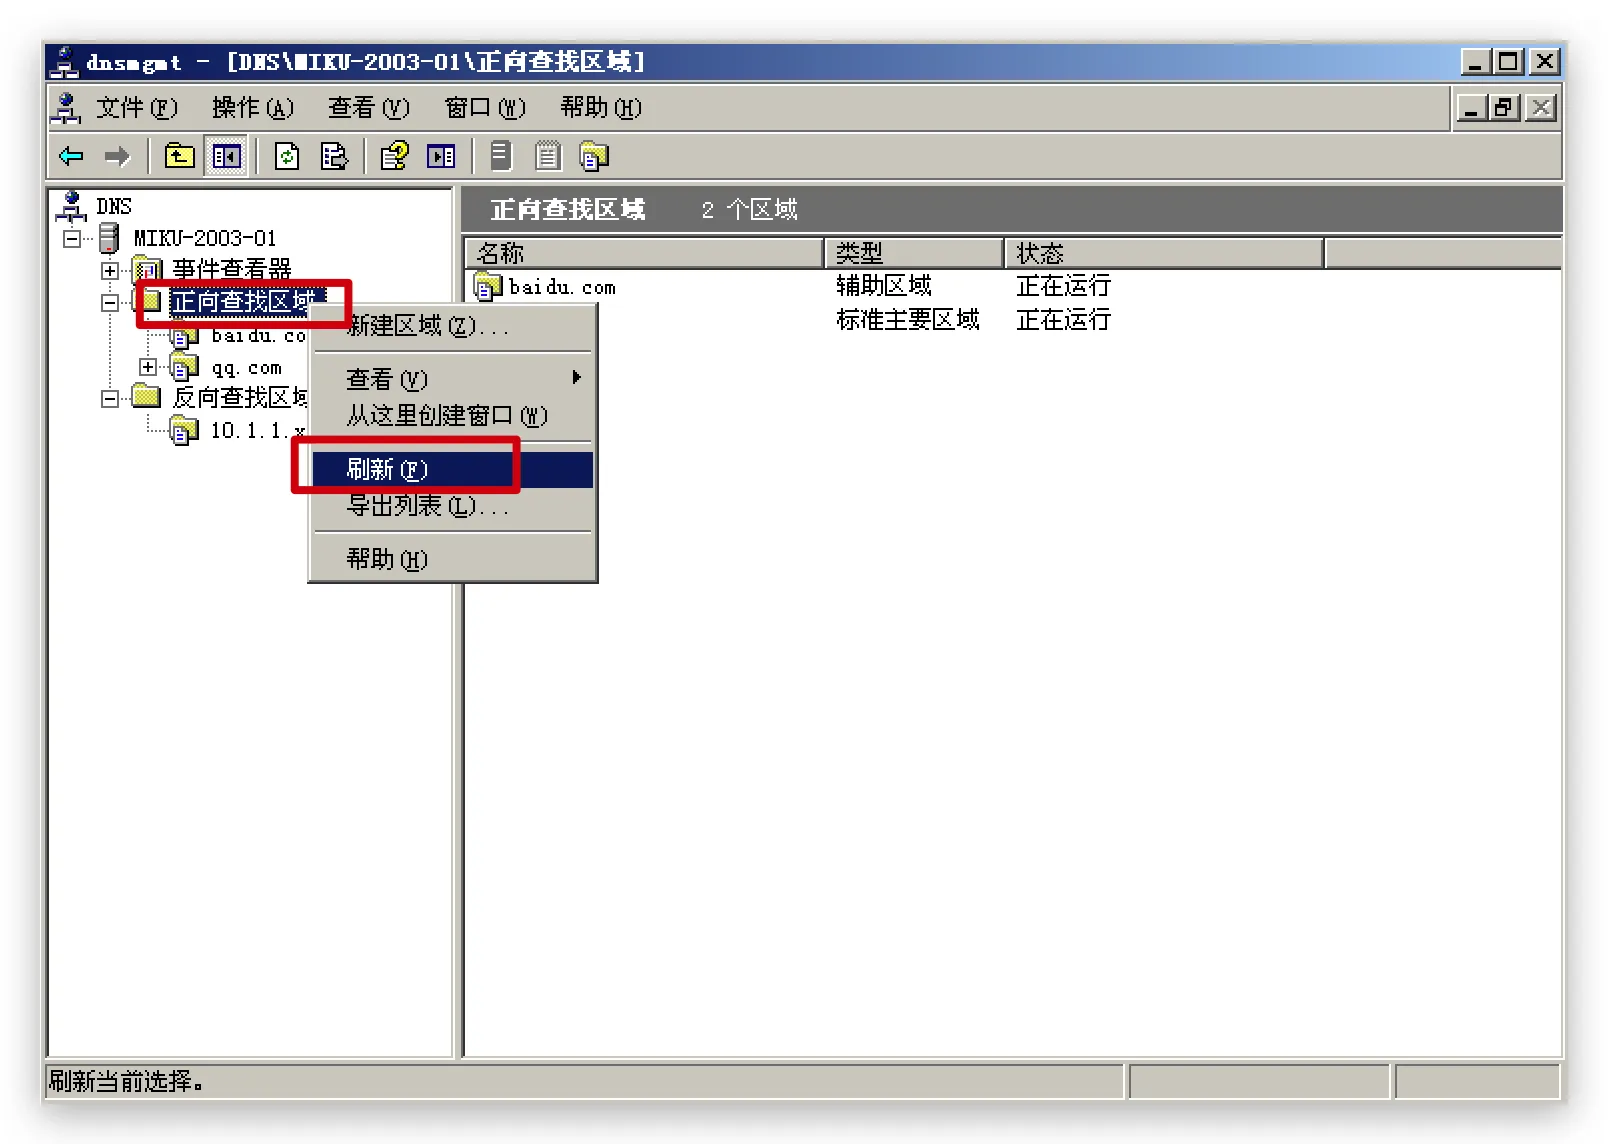 dnsmgmt - [DNS\MIKU-2003-01\正向查找区域]
文件(F) 操作(A) 查看(V) 窗口(W) 帮助(H)
DNS
MIKU-2003-01
事件查看器
正向查找区域
baidu.co
qq.com
反向查找区域
10.1.1.x
正向查找区域 2 个区域
名称 类型 状态
baidu.com 辅助区域 正在运行
标准主要区域 正在运行
新建区域(Z)...
查看(V)
从这里创建窗口(W)
刷新(F)
导出列表(L)...
帮助(H)
刷新当前选择。